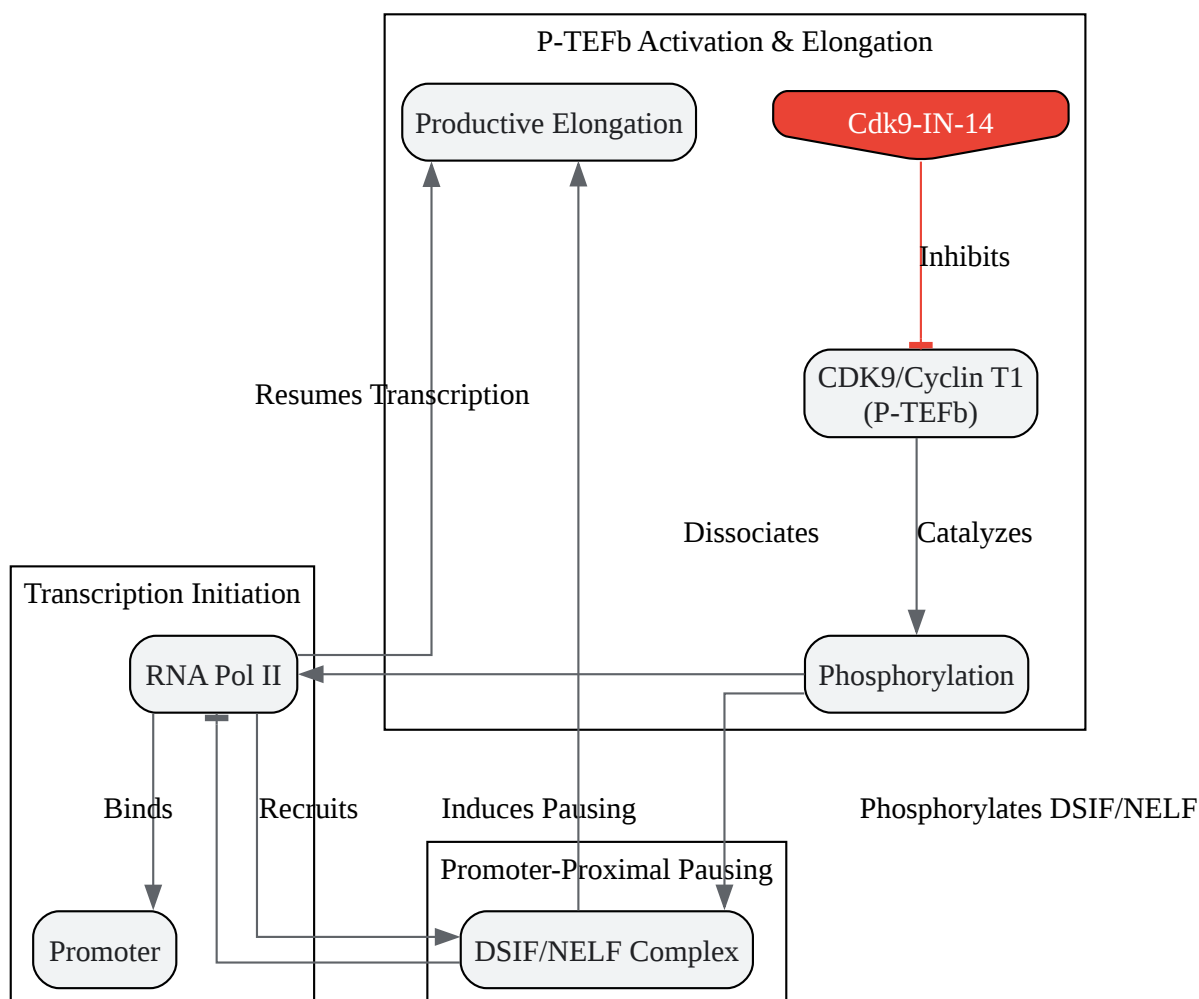 P-TEFb Activation & Elongation
Productive Elongation
Cdk9-IN-14
Inhibits
CDK9/Cyclin T1
(P-TEFb)
Resumes Transcription
Dissociates
Catalyzes
Transcription Initiation
RNA Pol II
Phosphorylation
Binds
Recruits
Induces Pausing
Phosphorylates DSIF/NELF
Promoter-Proximal Pausing
Promoter
DSIF/NELF Complex